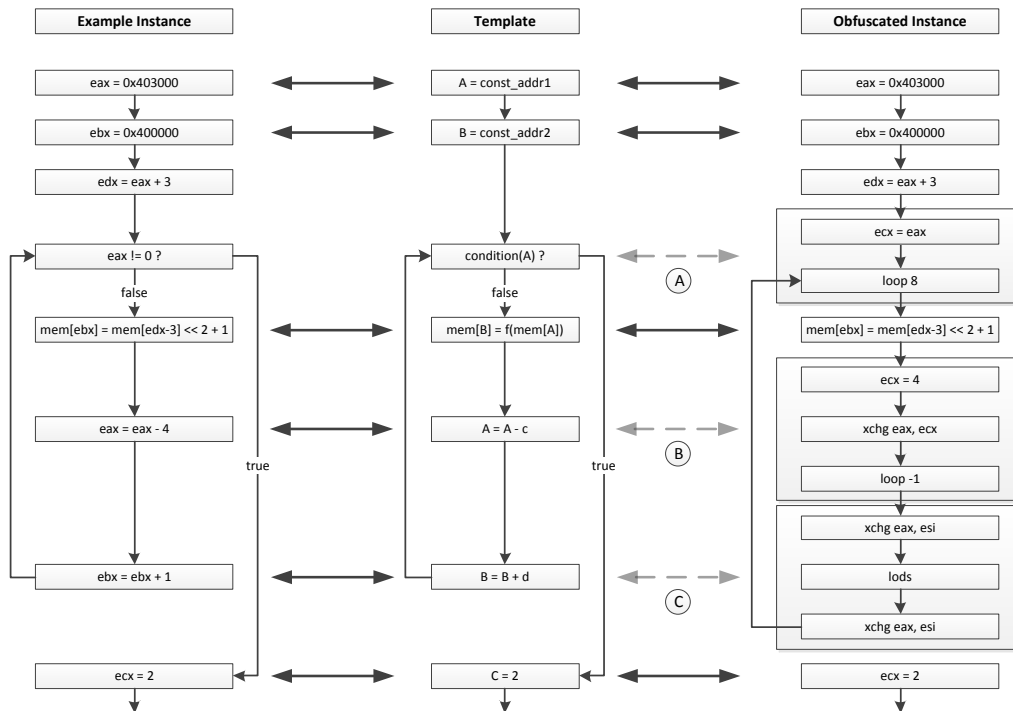 Example Instance
Template
Obfuscated Instance
eax = 0x403000
A = const_addr1
eax = 0x403000
ebx = 0x400000
B = const_addr2
ebx = 0x400000
edx = eax + 3
edx = eax + 3
ecx = eax
eax != 0 ?
condition(A) ?
A
loop 8
false
false
mem[ebx] = mem[edx-3] << 2 + 1
mem[B] = f(mem[A])
mem[ebx] = mem[edx-3] << 2 + 1
ecx = 4
eax = eax - 4
A = A - c
xchg eax, ecx
B
true
true
loop -1
xchg eax, esi
ebx = ebx + 1
B = B + d
lods
C
xchg eax, esi
ecx = 2
C = 2
ecx = 2